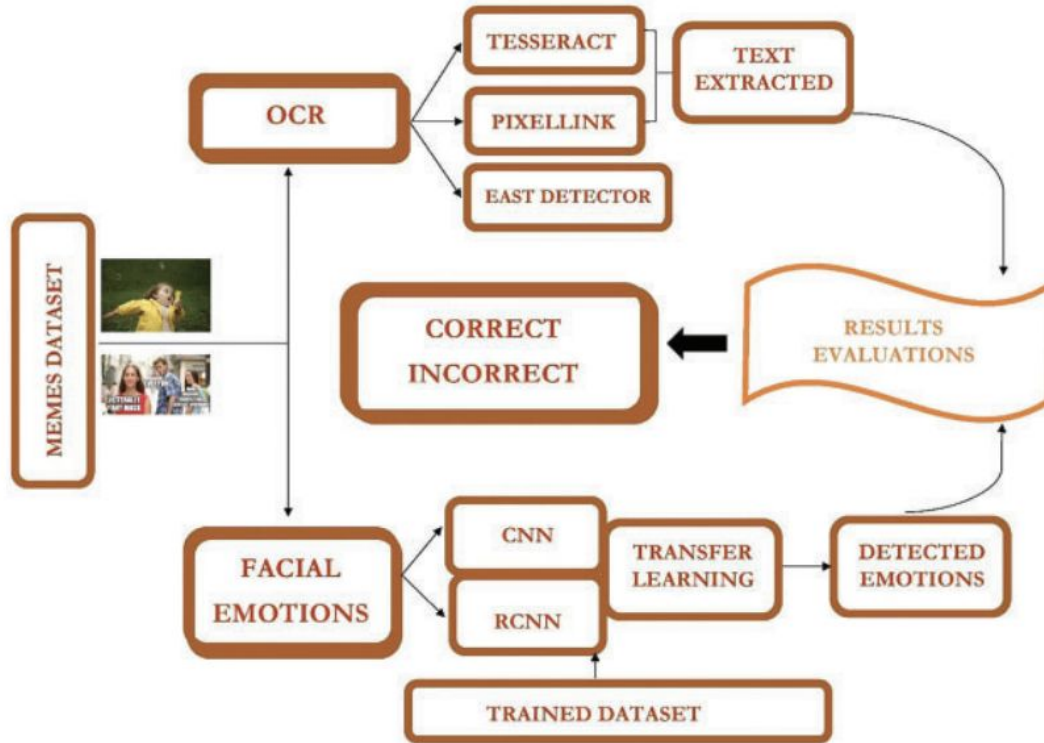 TESSERACT
TEXT
EXTRACTED
OCR
PIXELLINK
EAST DETECTOR
MEMES DATASET
CORRECT
INCORRECT
RESULTS
EVALUATIONS
FACIAL
EMOTIONS
CNN
RCNN
TRANSFER
LEARNING
DETECTED
EMOTIONS
TRAINED DATASET